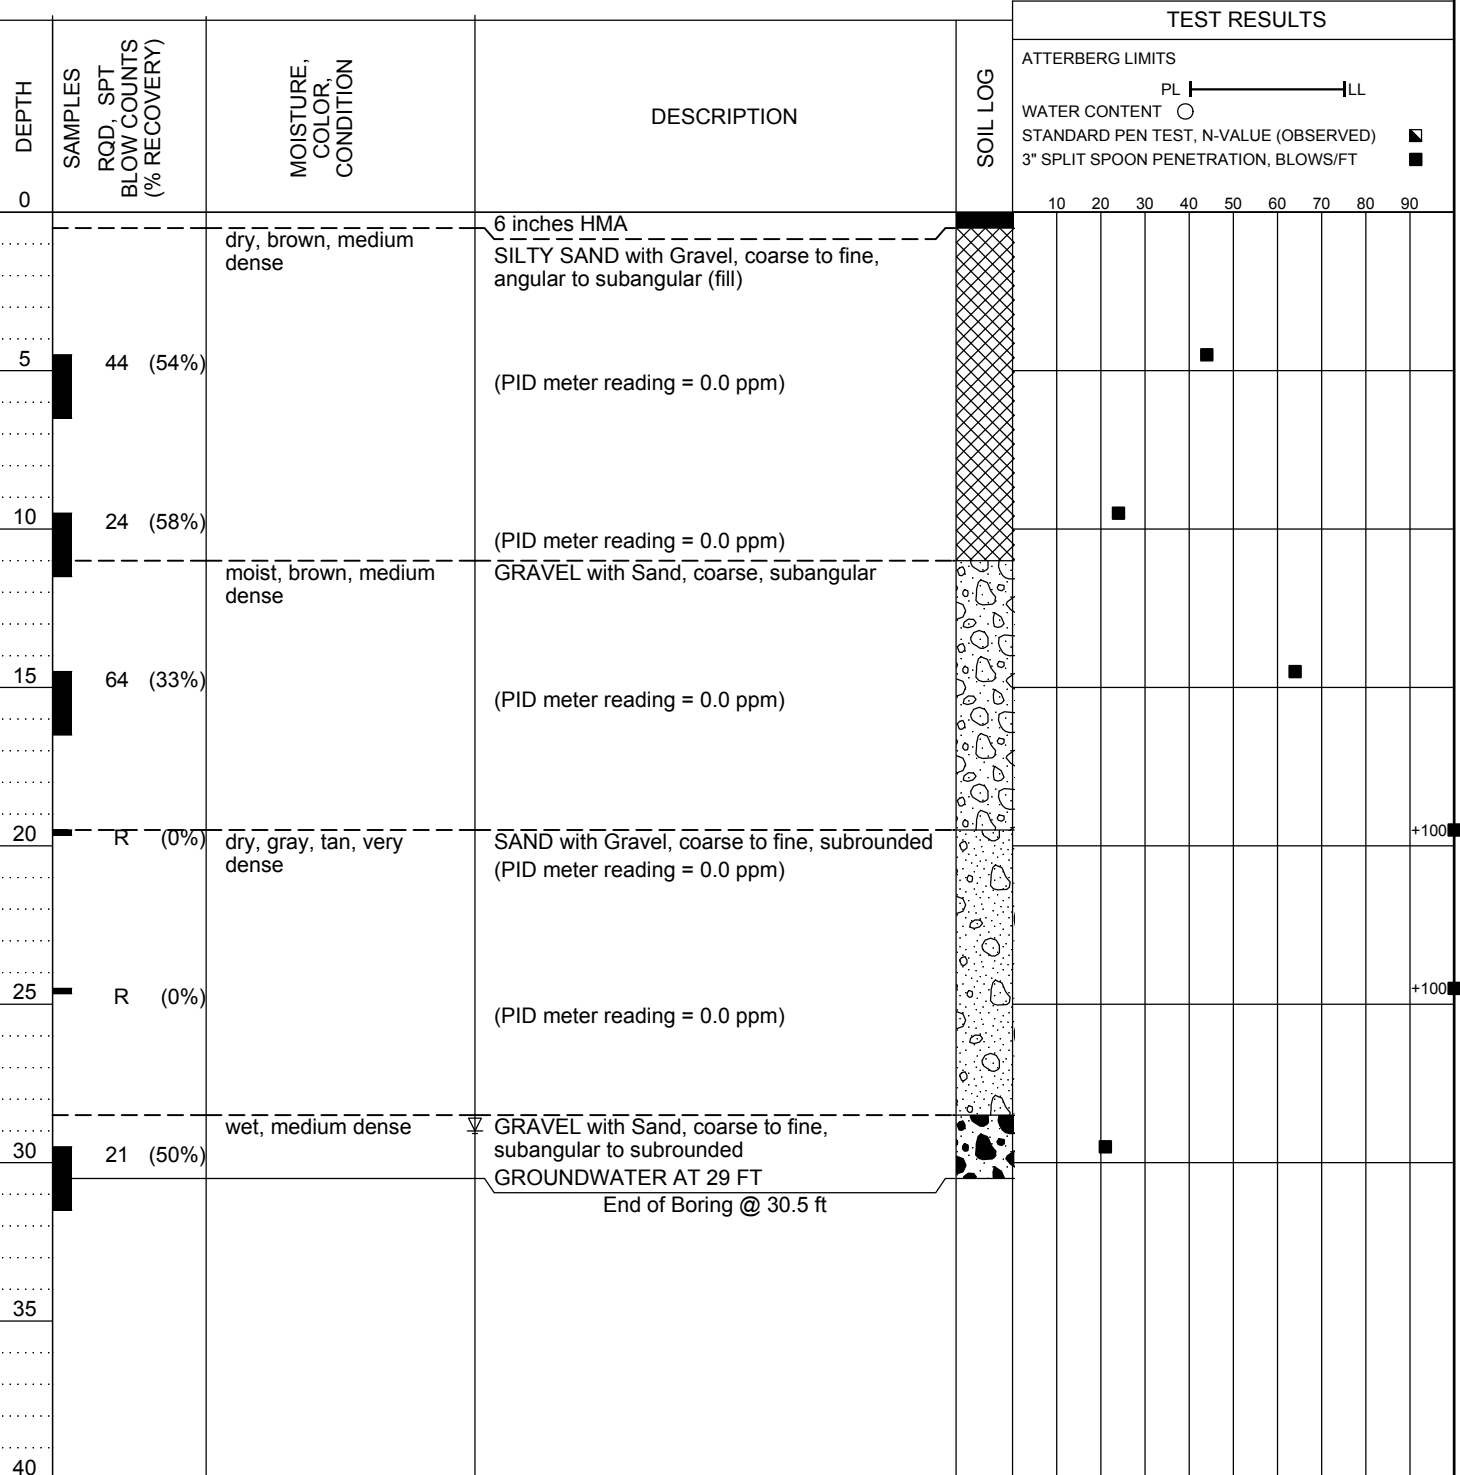 DEPTH
SAMPLES
RQD, SPT
BLOW COUNTS
(% RECOVERY)
MOISTURE,
COLOR,
CONDITION
DESCRIPTION
SOIL LOG
TEST RESULTS
ATTERBERG LIMITS
PL LL
WATER CONTENT
STANDARD PEN TEST, N-VALUE (OBSERVED)
3" SPLIT SPOON PENETRATION, BLOWS/FT
0
10 20 30 40 50 60 70 80 90
6 inches HMA
dry, brown, medium
dense
SILTY SAND with Gravel, coarse to fine,
angular to subangular (fill)
5 44 (54%)
(PID meter reading = 0.0 ppm)
10 24 (58%)
(PID meter reading = 0.0 ppm)
moist, brown, medium
dense
GRAVEL with Sand, coarse, subangular
15 64 (33%)
(PID meter reading = 0.0 ppm)
20 R (0%)
+100
dry, gray, tan, very
dense
SAND with Gravel, coarse to fine, subrounded
(PID meter reading = 0.0 ppm)
25 R (0%)
+100
(PID meter reading = 0.0 ppm)
wet, medium dense
GRAVEL with Sand, coarse to fine,
subangular to subrounded
30 21 (50%)
GROUNDWATER AT 29 FT
End of Boring @ 30.5 ft
35
40